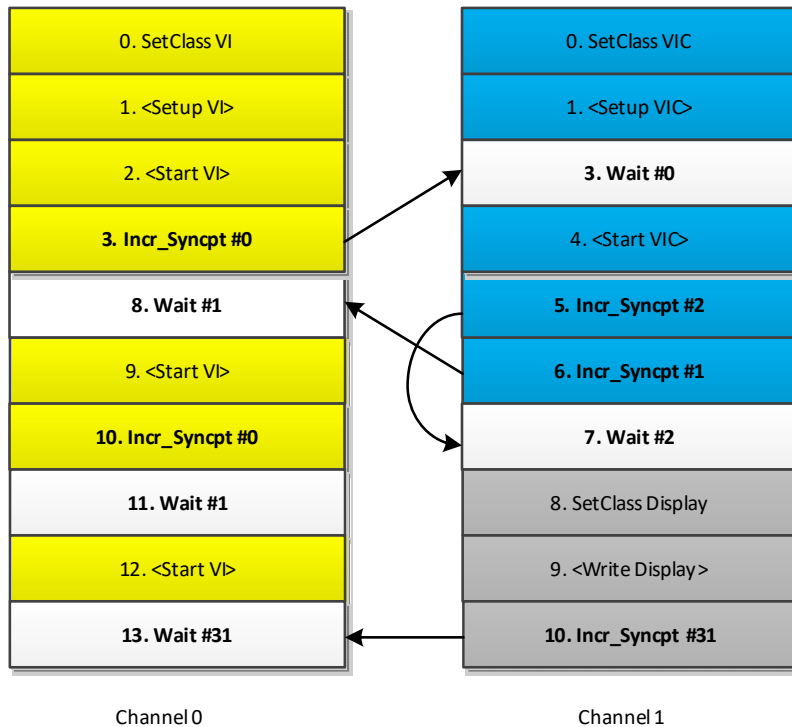 0. SetClass VI
1. <Setup VI>
2. <Start VI>
3. Incr_Syncpt #0
8. Wait #1
9. <Start VI>
10. Incr_Syncpt #0
11. Wait #1
12. <Start VI>
13. Wait #31
Channel 0
0. SetClass VIC
1. <Setup VIC>
3. Wait #0
4. <Start VIC>
5. Incr_Syncpt #2
6. Incr_Syncpt #1
7. Wait #2
8. SetClass Display
9. <Write Display>
10. Incr_Syncpt #31
Channel 1